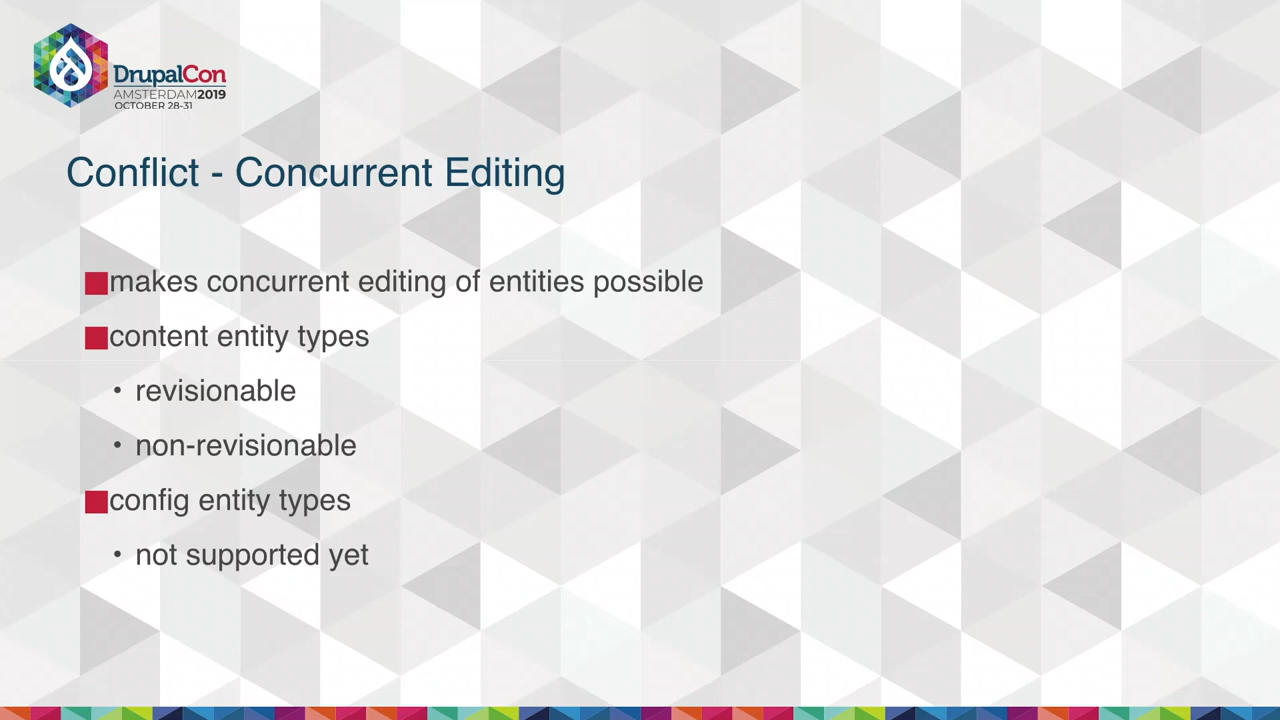 DrupalCon
AMSTERDAM2019
OCTOBER 28-31
Conflict - Concurrent Editing
makes concurrent editing of entities possible
content entity types
• revisionable
• non-revisionable
config entity types
• not supported yet